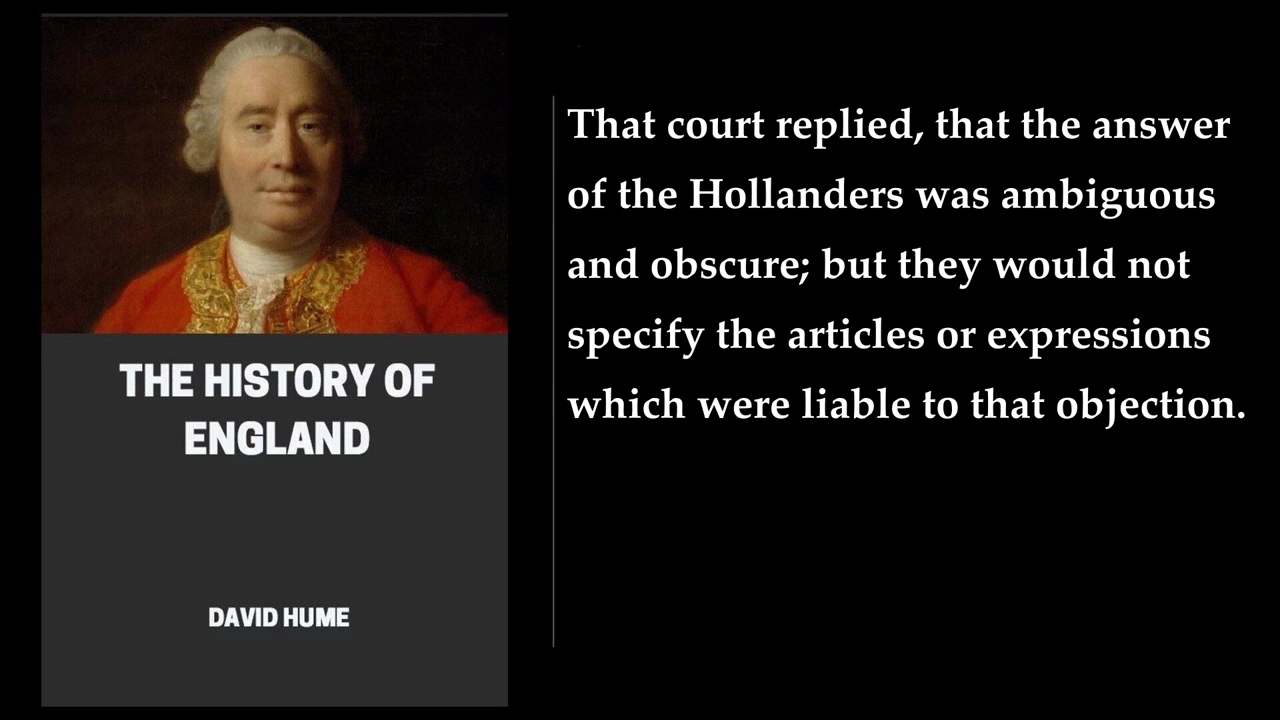 THE HISTORY OF
ENGLAND
DAVID HUME
That court replied, that the answer
of the Hollanders was ambiguous
and obscure; but they would not
specify the articles or expressions
which were liable to that objection.